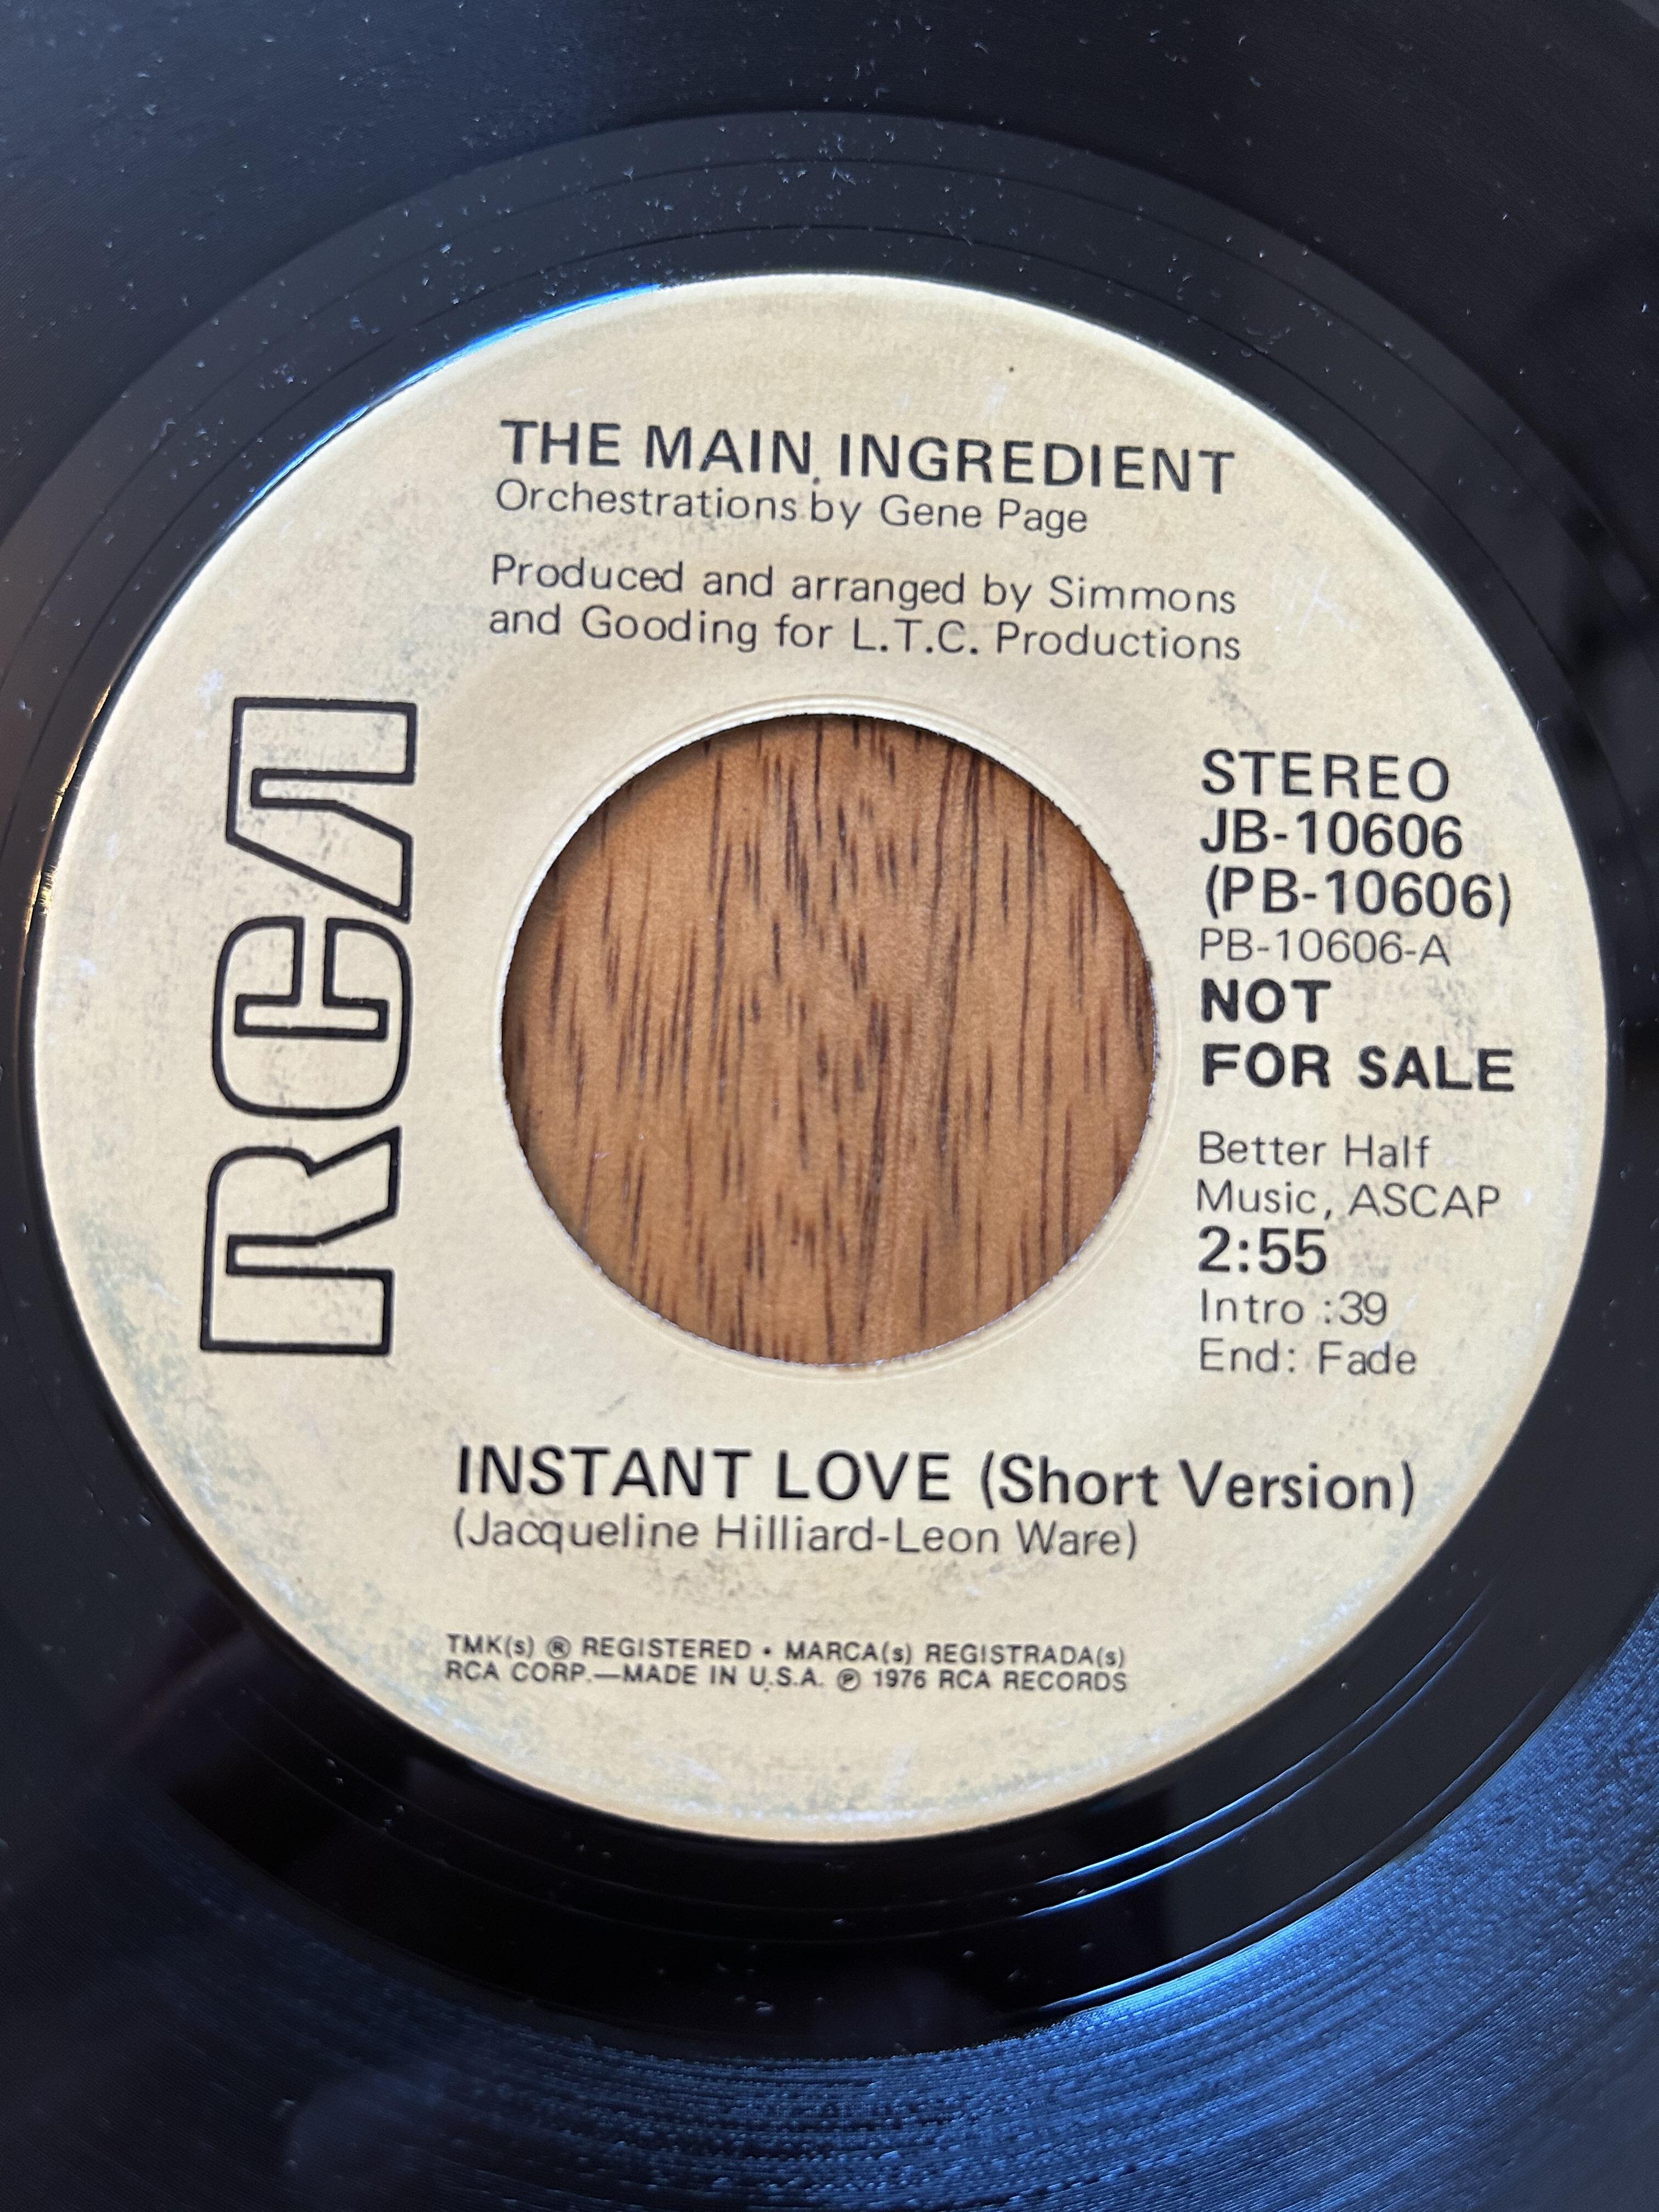 THE MAIN INGREDIENT
Orchestrations by Gene Page
Produced and arranged by Simmons
and Gooding for L.T.C. Productions
RCA
STEREO
JB-10606
(PB-10606)
PB-10606-A
NOT
FOR SALE
Better Half
Music, ASCAP
2:55
Intro :39
End: Fade
INSTANT LOVE (Short Version)
(Jacqueline Hilliard-Leon Ware)
TMK(s) ® REGISTERED • MARCA(s) REGISTRADA(s)
RCA CORP.—MADE IN U.S.A. ℗ 1976 RCA RECORDS